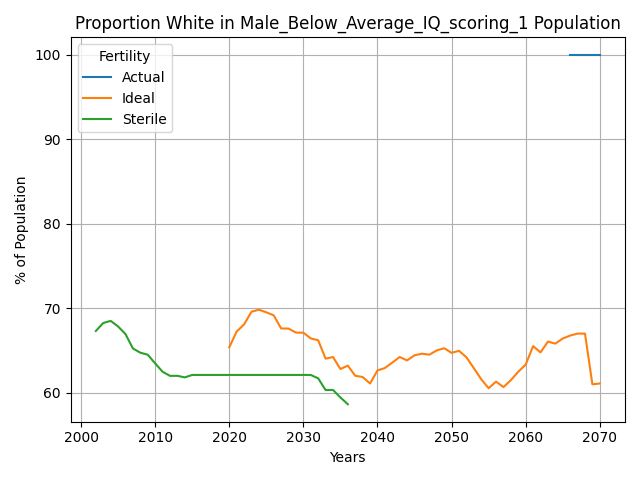 Proportion White in Male_Below_Average_IQ_scoring_1 Population
Fertility
Actual
Ideal
Sterile
% of Population
100
90
80
70
60
2000 2010 2020 2030 2040 2050 2060 2070
Years